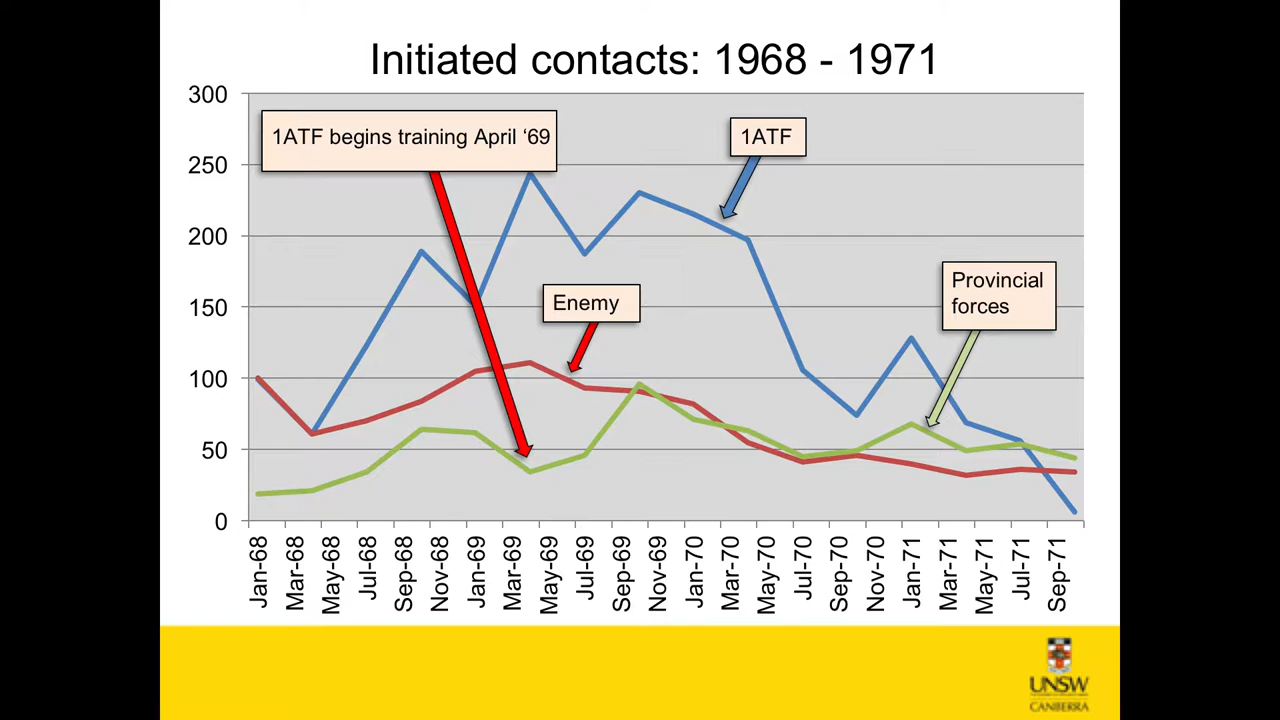 Initiated contacts: 1968 - 1971
300
250
200
150
100
50
0
1ATF begins training April ‘69
1ATF
Enemy
Provincial
forces
Jan-68
Mar-68
May-68
Jul-68
Sep-68
Nov-68
Jan-69
Mar-69
May-69
Jul-69
Sep-69
Nov-69
Jan-70
Mar-70
May-70
Jul-70
Sep-70
Nov-70
Jan-71
Mar-71
May-71
Jul-71
Sep-71
UNSW
CANBERRA